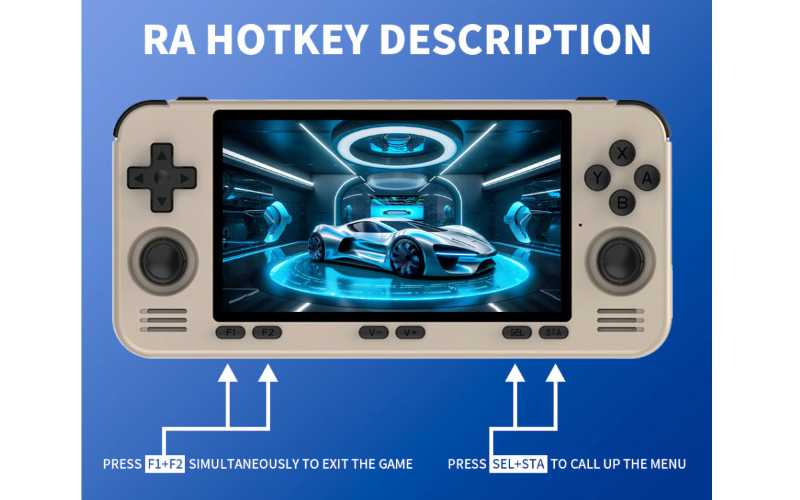 RA HOTKEY DESCRIPTION
X
Y A
B
F1 F2 V- V+ SEL STA
PRESS F1+F2 SIMULTANEOUSLY TO EXIT THE GAME
PRESS SEL+STA TO CALL UP THE MENU